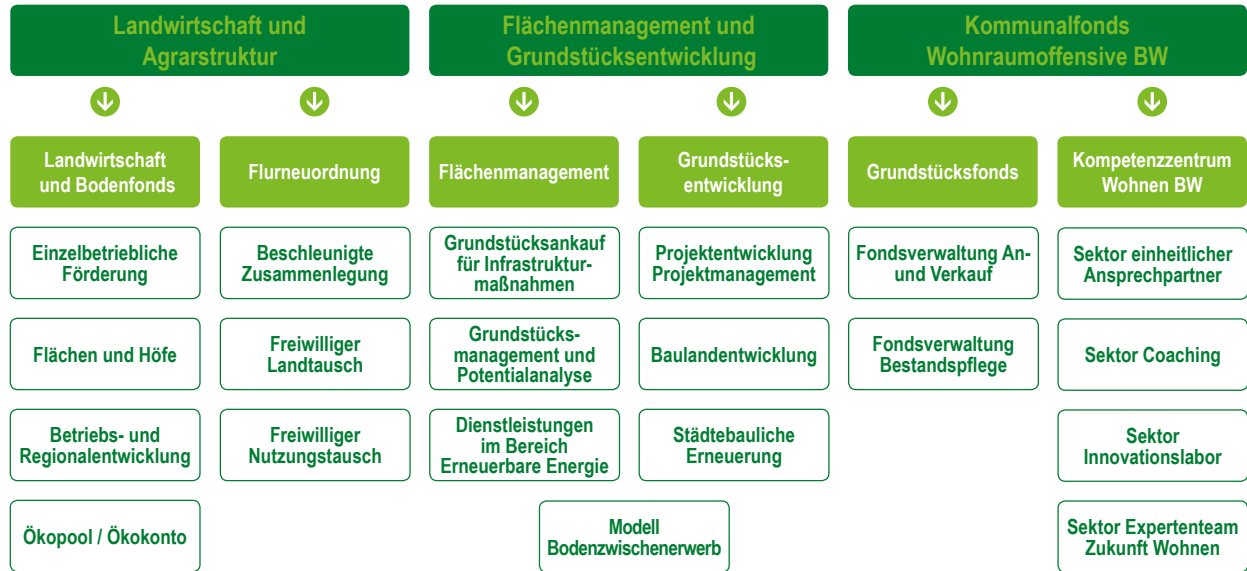 Landwirtschaft und
Agrarstruktur
Flächenmanagement und
Grundstücksentwicklung
Kommunalfonds
Wohnraumoffensive BW
Landwirtschaft
und Bodenfonds
Flurneuordnung
Flächenmanagement
Grundstücks-
entwicklung
Grundstücksfonds
Kompetenzzentrum
Wohnen BW
Einzelbetriebliche
Förderung
Beschleunigte
Zusammenlegung
Grundstücksankauf
für Infrastruktur-
maßnahmen
Projektentwicklung
Projektmanagement
Fondsverwaltung An-
und Verkauf
Sektor einheitlicher
Ansprechpartner
Flächen und Höfe
Freiwilliger
Landtausch
Grundstücks-
management und
Potentialanalyse
Baulandentwicklung
Fondsverwaltung
Bestandspflege
Sektor Coaching
Betriebs- und
Regionalentwicklung
Freiwilliger
Nutzungstausch
Dienstleistungen
im Bereich
Erneuerbare Energie
Städtebauliche
Erneuerung
Sektor
Innovationslabor
Ökopool / Ökokonto
Modell
Bodenzwischenerwerb
Sektor Expertenteam
Zukunft Wohnen